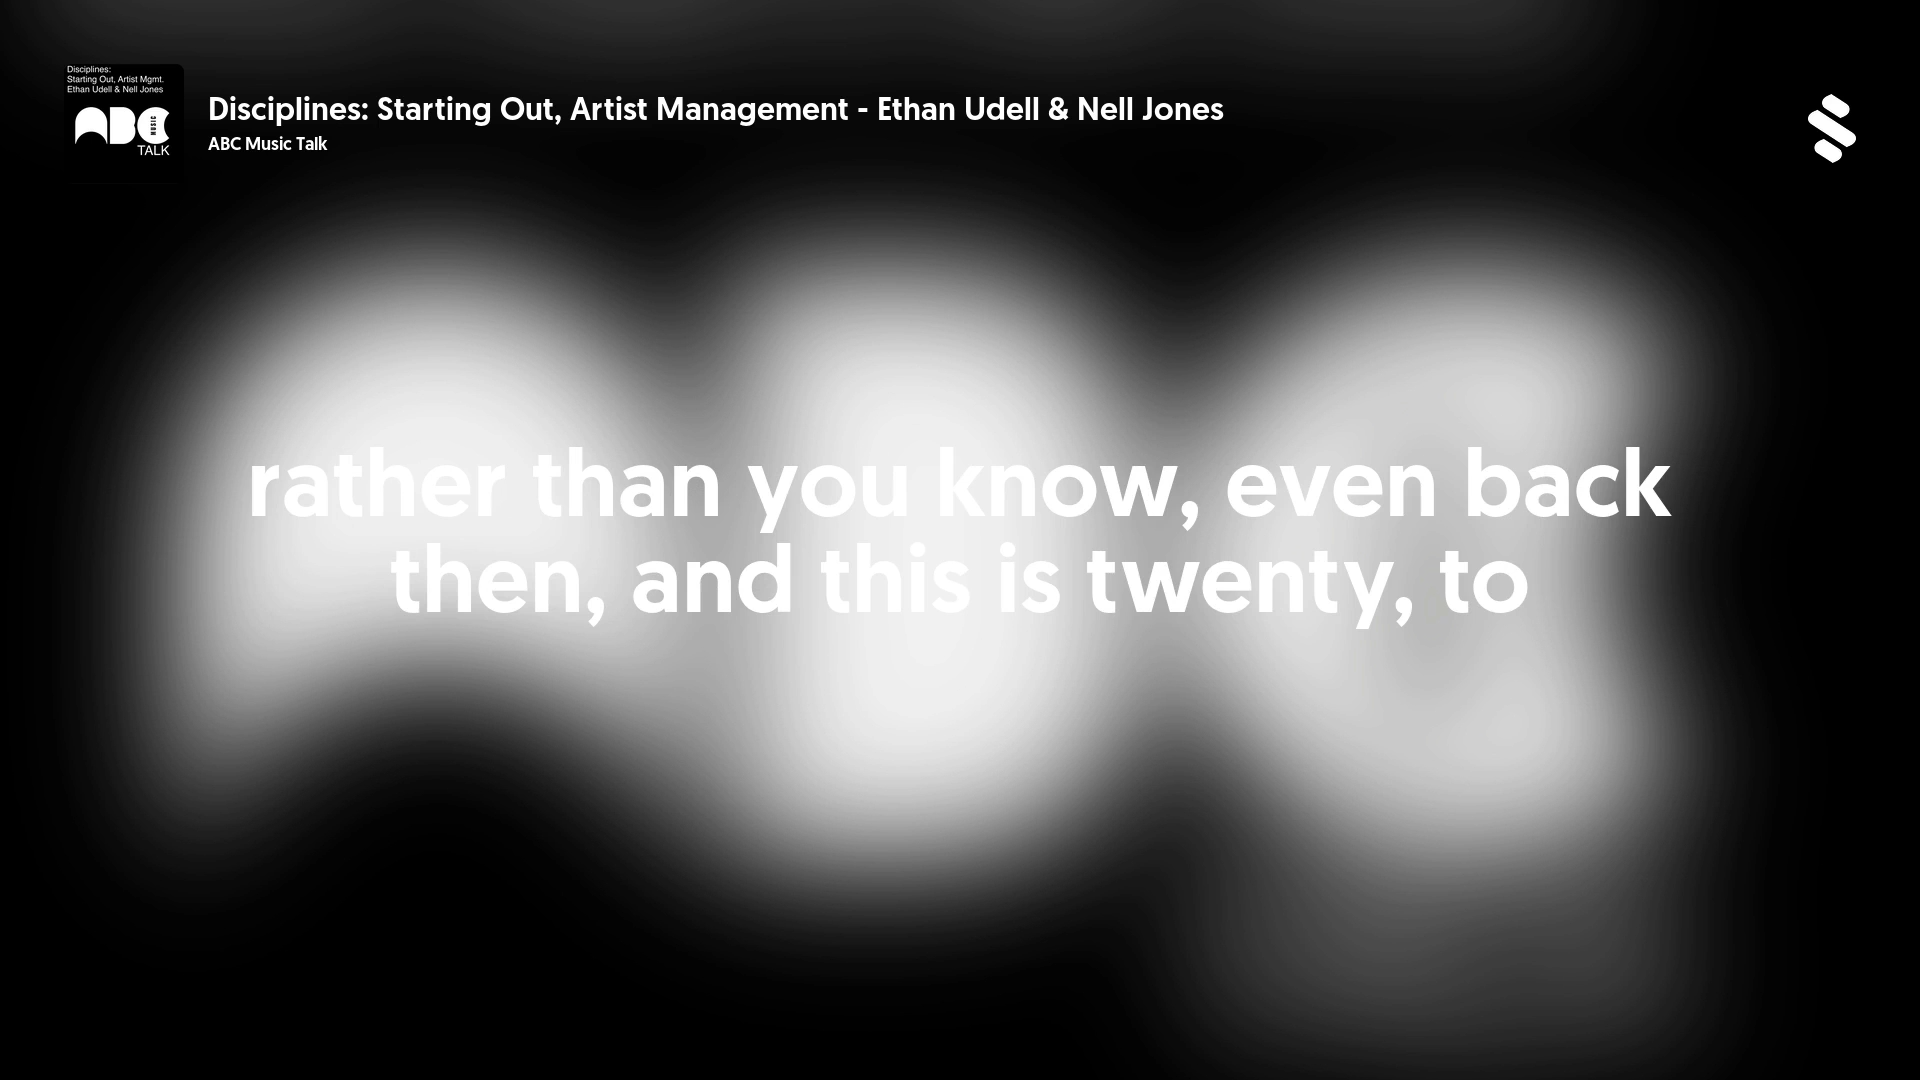 Disciplines:
Starting Out, Artist Mgmt.
Ethan Udell & Nell Jones
ABC MUSIC
TALK
Disciplines: Starting Out, Artist Management - Ethan Udell & Nell Jones
ABC Music Talk
rather than you know, even back
then, and this is twenty, to